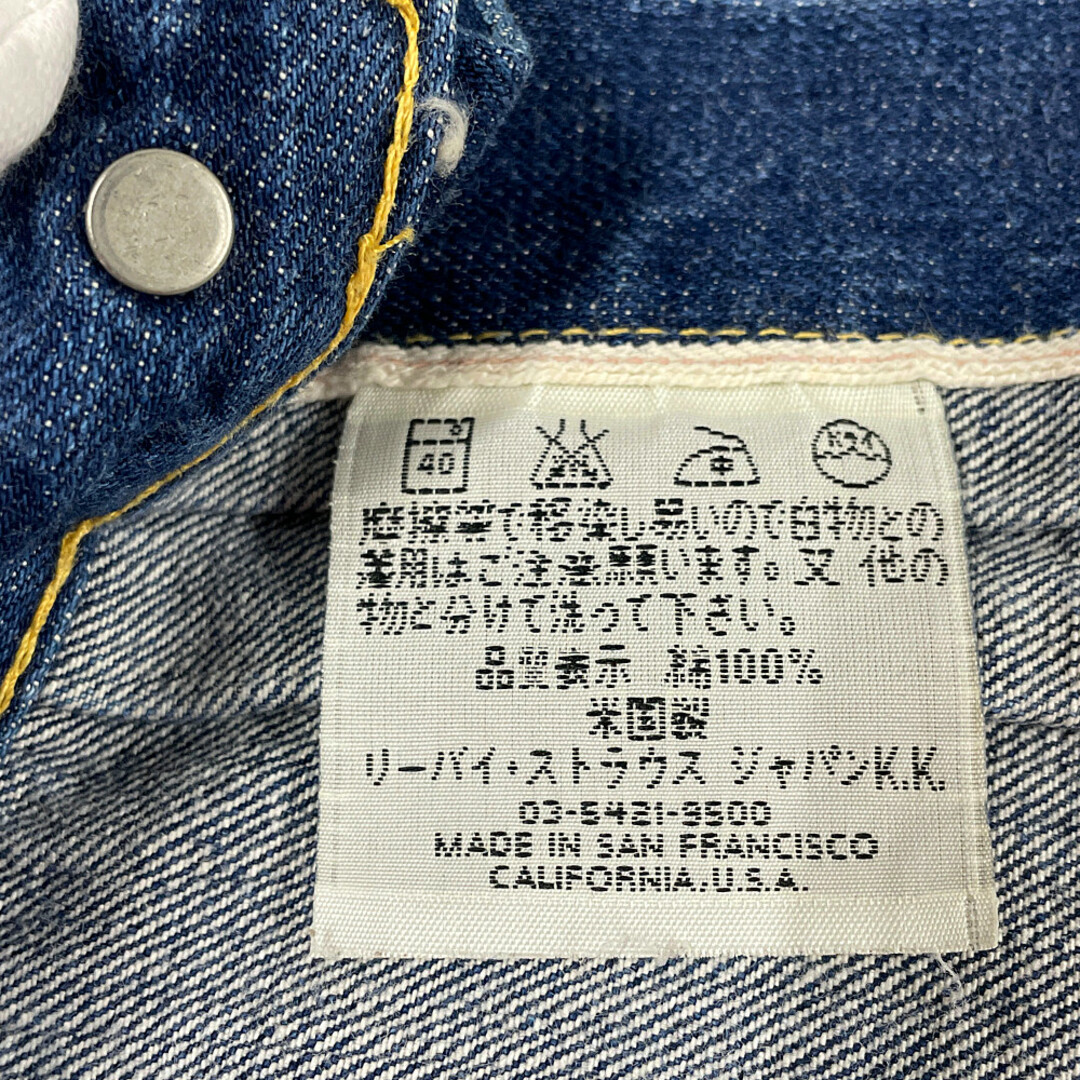 40
摩擦等で移染し易いので白物との
着用はご注意願います。又 他の
物と分けて洗って下さい。
品質表示 綿100%
米国製
リーバイ・ストラウス ジャパンK.K.
03-5421-9500
MADE IN SAN FRANCISCO
CALIFORNIA.U.S.A.